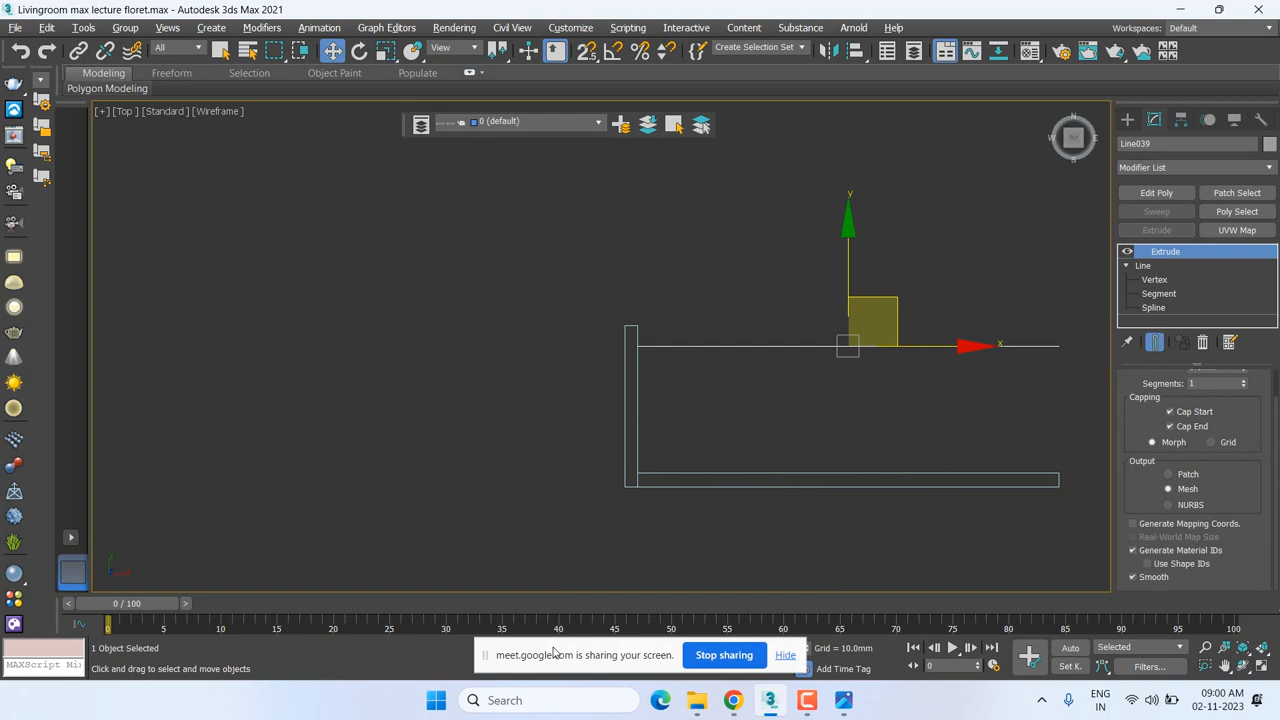 Livingroom max lecture floret.max - Autodesk 3ds Max 2021
File Edit Tools Group Views Create Modifiers Animation Graph Editors Rendering Civil View Customize Scripting Interactive Content Substance Arnold Help Workspaces: Default
All View Create Selection Set
Modeling Freeform Selection Object Paint Populate
Polygon Modeling
[+] [Top ] [Standard ] [Wireframe ]
0 (default)
N
W E
S
y
x
y
Line039
Modifier List
Edit Poly Patch Select
Sweep Poly Select
Extrude UVW Map
Extrude
Line
Vertex
Segment
Spline
Segments: 1
Capping
Cap Start
Cap End
Morph Grid
Output
Patch
Mesh
NURBS
Generate Mapping Coords.
Real-World Map Size
Generate Material IDs
Use Shape IDs
Smooth
< 0 / 100 >
0 5 10 15 20 25 30 35 40 45 50 55 60 65 70 75 80 85 90 95 100
MAXScript Mi
1 Object Selected
Click and drag to select and move objects
meet.google.com is sharing your screen. Stop sharing Hide
Grid = 10.0mm
Add Time Tag
Auto Selected
Set K. Filters...
0
Search
ENG
IN
09:00 AM
02-11-2023